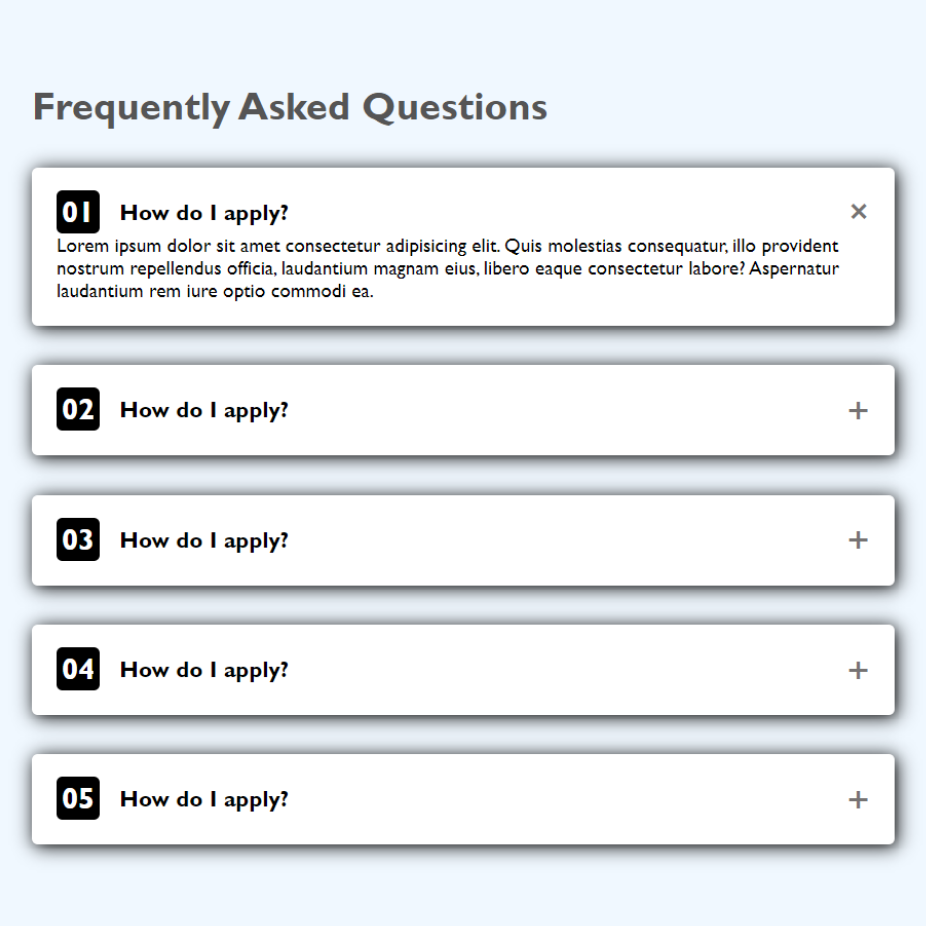 Frequently Asked Questions
01 How do I apply?
Lorem ipsum dolor sit amet consectetur adipisicing elit. Quis molestias consequatur, illo provident
nostrum repellendus officia, laudantium magnam eius, libero eaque consectetur labore? Aspernatur
laudantium rem iure optio commodi ea.
02 How do I apply?
03 How do I apply?
04 How do I apply?
05 How do I apply?